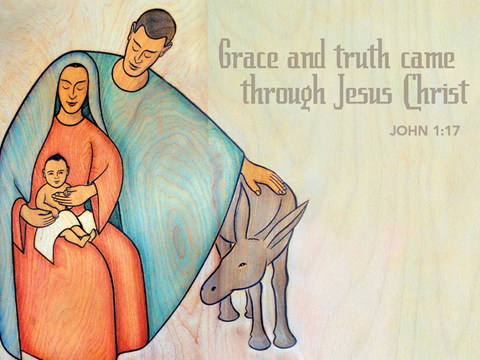 Grace and truth came
through Jesus Christ
JOHN 1:17